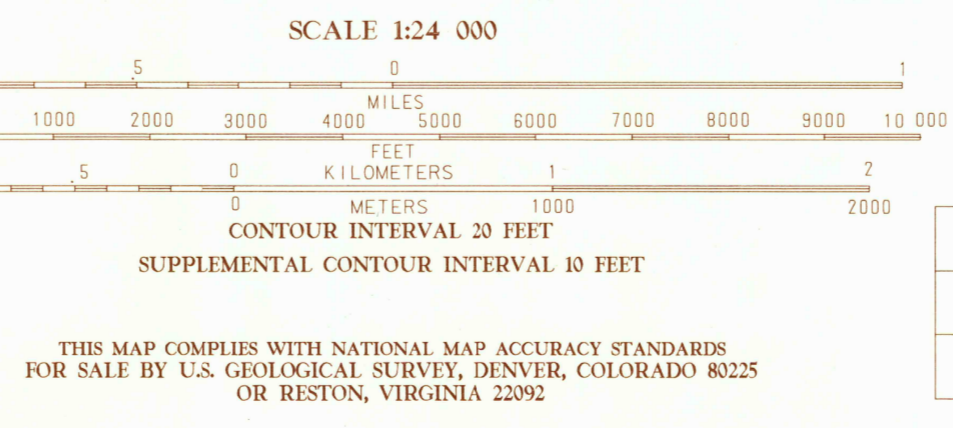 SCALE 1:24 000
.5 0 1
MILES
1000 2000 3000 4000 5000 6000 7000 8000 9000 10 000
FEET
.5 0 KILOMETERS 1 2
0 METERS 1000 2000
CONTOUR INTERVAL 20 FEET
SUPPLEMENTAL CONTOUR INTERVAL 10 FEET
THIS MAP COMPLIES WITH NATIONAL MAP ACCURACY STANDARDS
FOR SALE BY U.S. GEOLOGICAL SURVEY, DENVER, COLORADO 80225
OR RESTON, VIRGINIA 22092